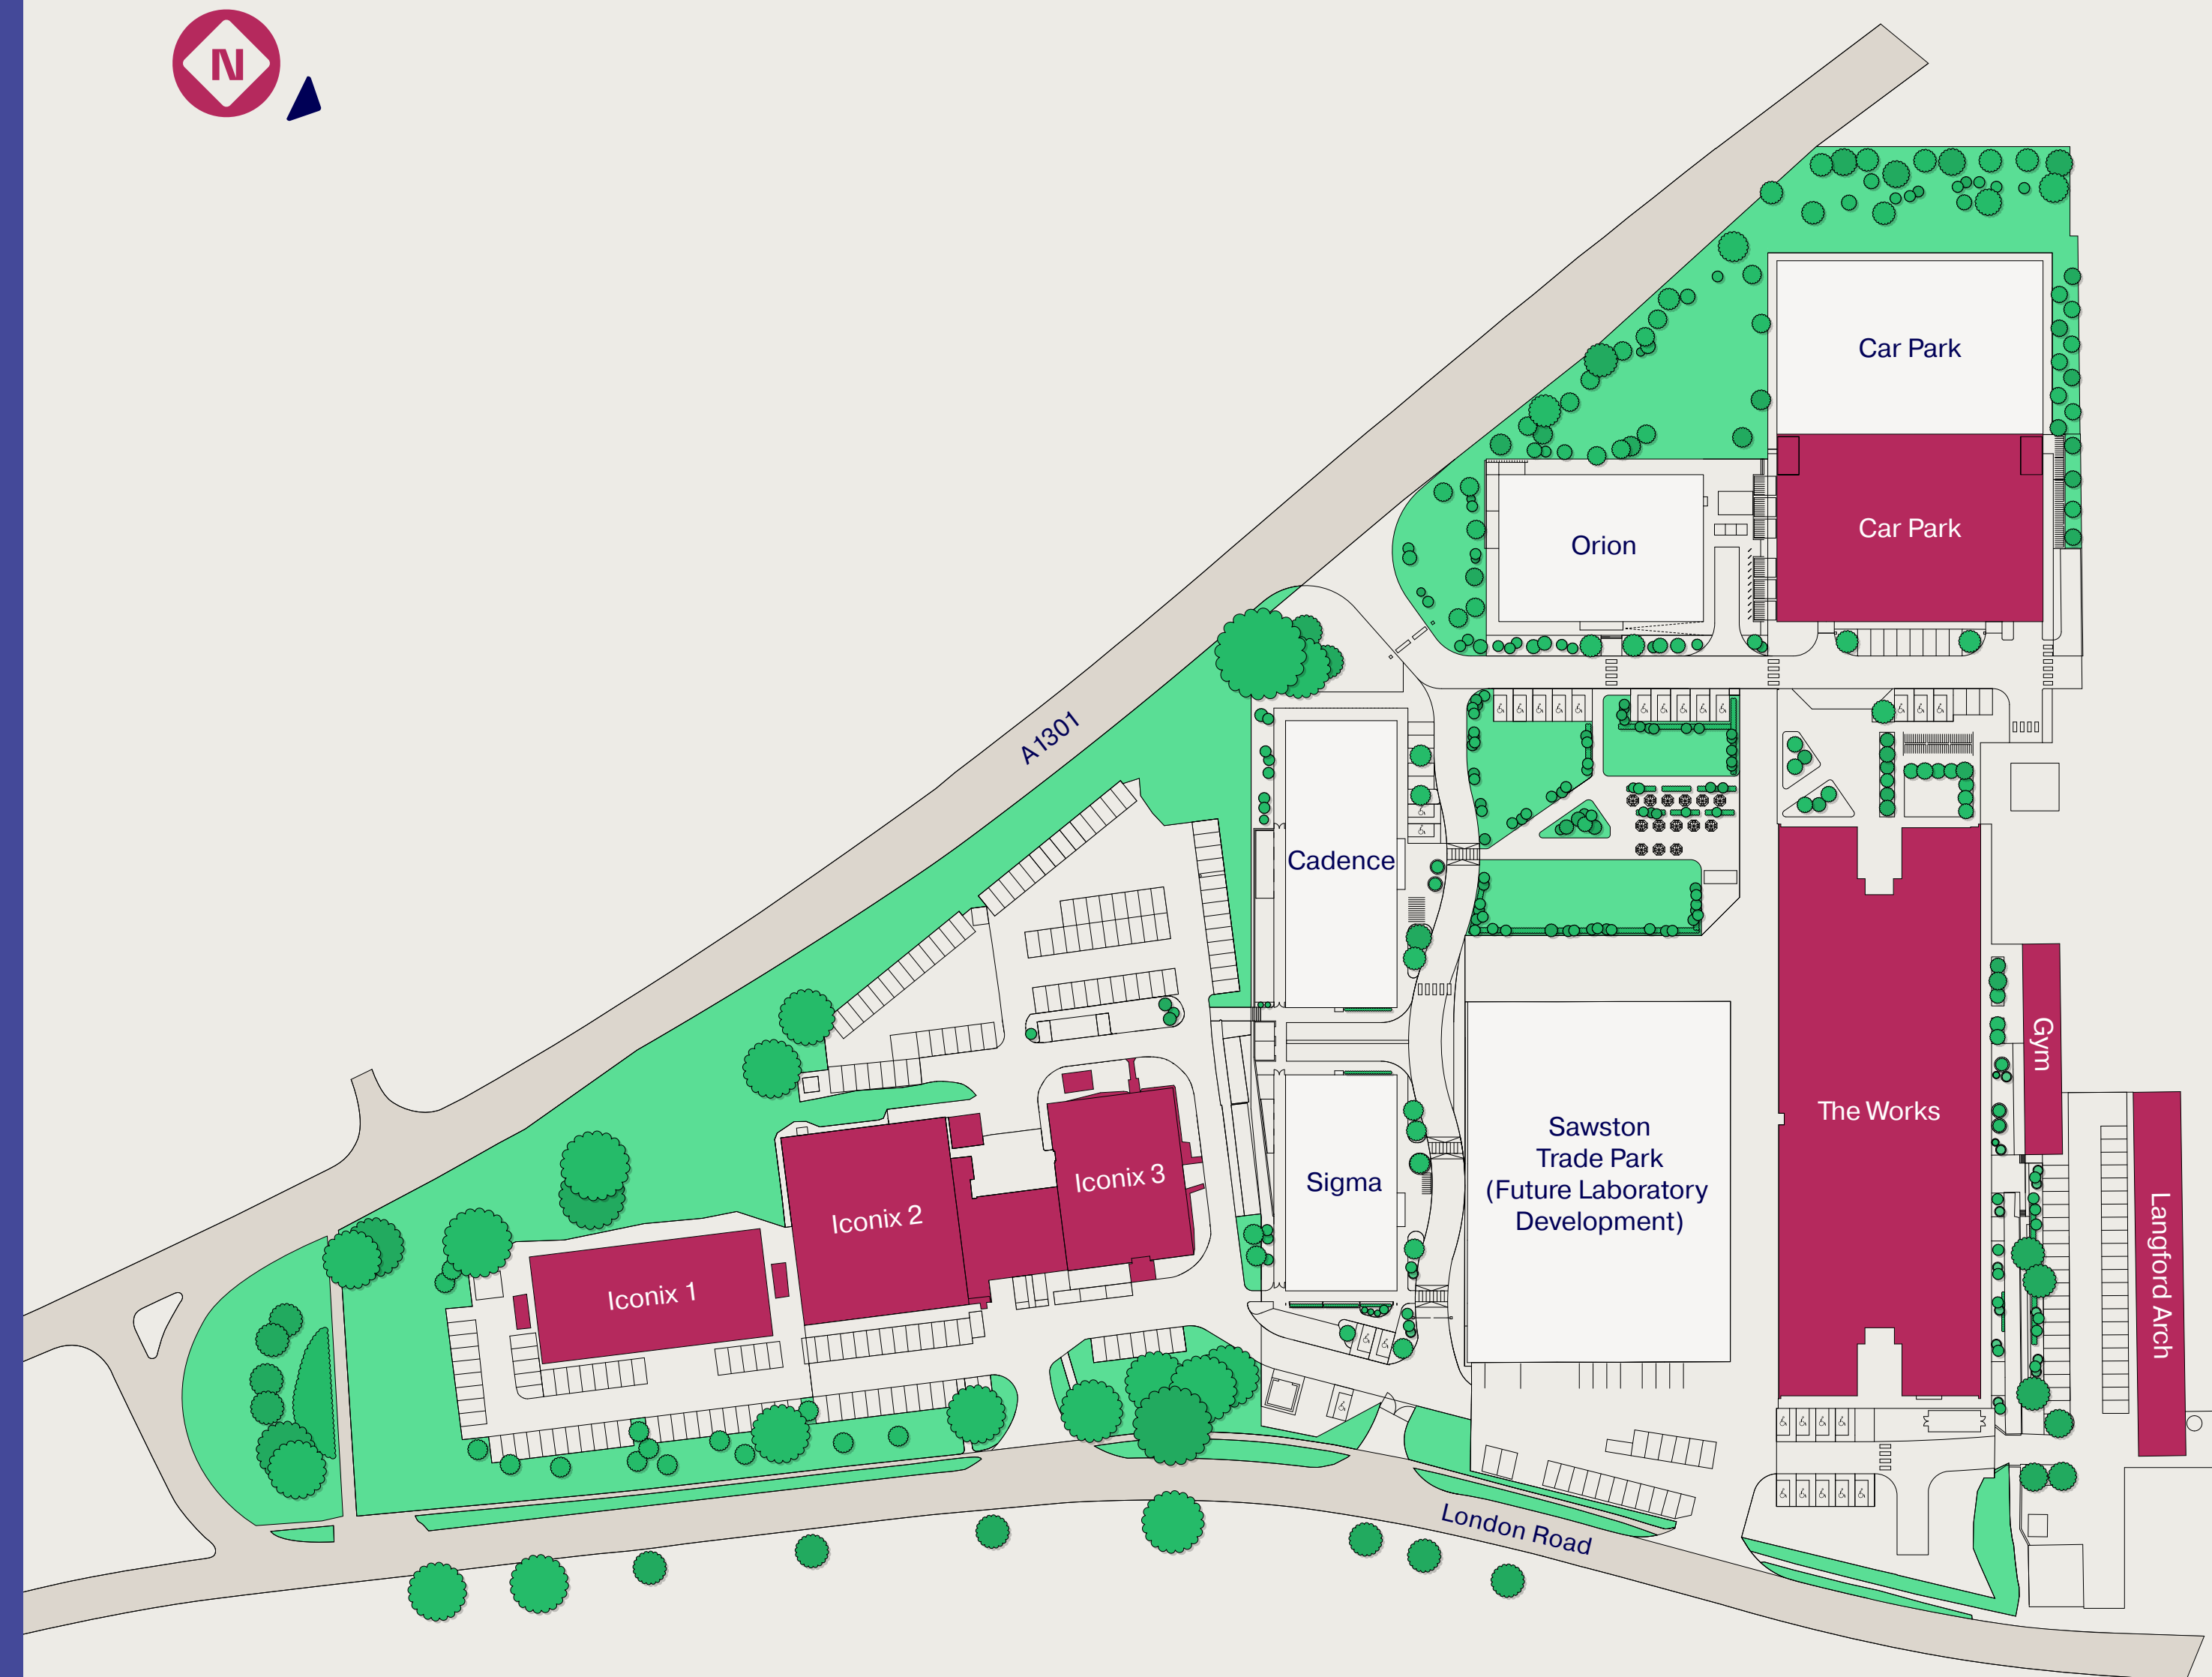 N
Car Park
Car Park
Orion
A1301
Cadence
Gym
The Works
Sawston
Trade Park
(Future Laboratory
Development)
Sigma
Iconix 3
Iconix 2
Iconix 1
Langford Arch
London Road